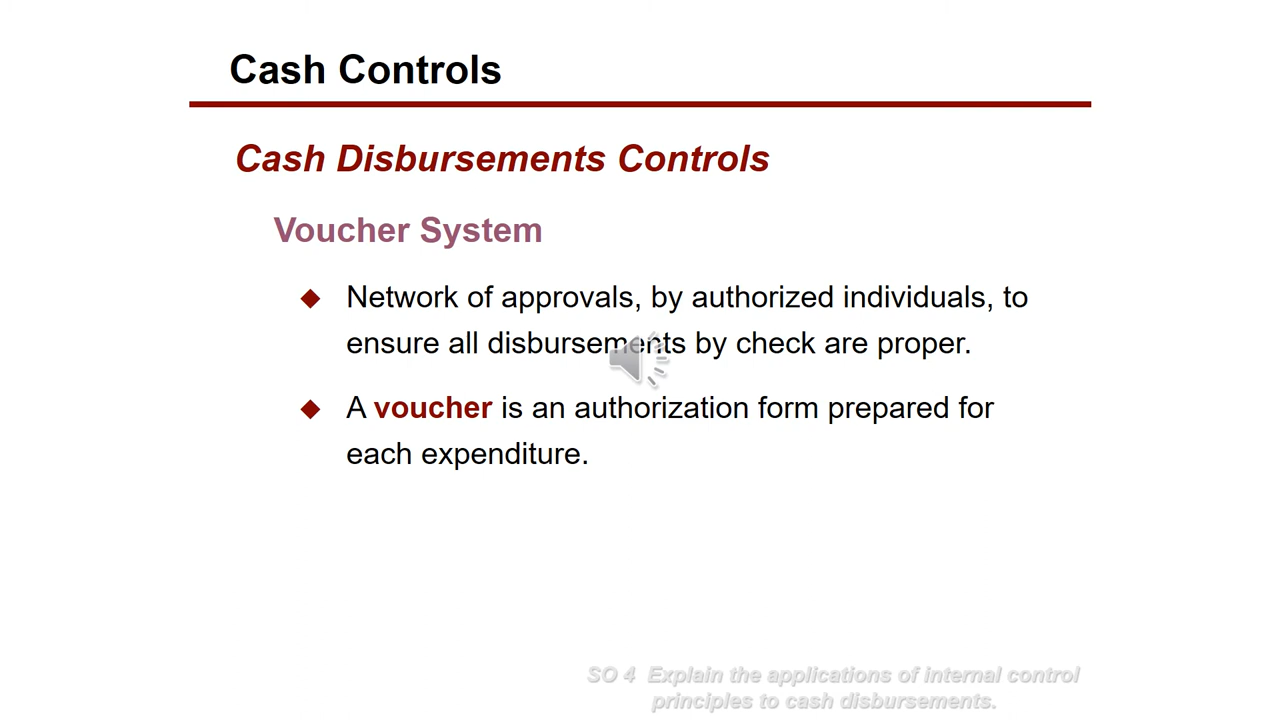 Cash Controls
Cash Disbursements Controls
Voucher System
Network of approvals, by authorized individuals, to
ensure all disbursements by check are proper.
A voucher is an authorization form prepared for
each expenditure.
SO 4 Explain the applications of internal control
principles to cash disbursements.